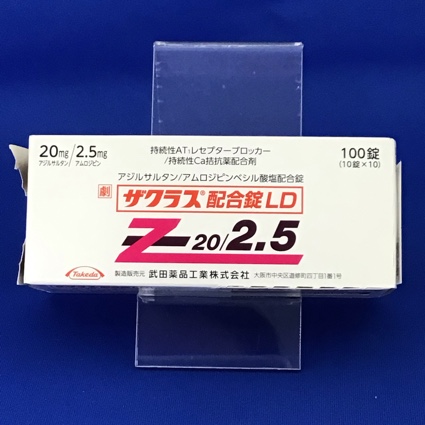 20mg/2.5mg
アジルサルタン/アムロジピン
持続性AT₁レセプターブロッカー
/持続性Ca拮抗薬配合剤
100錠
(10錠×10)
アジルサルタン/アムロジピンベシル酸塩配合錠
劇 ザクラス®配合錠LD
Z 20/2.5
Takeda
製造販売元 武田薬品工業株式会社 大阪市中央区道修町四丁目1番1号